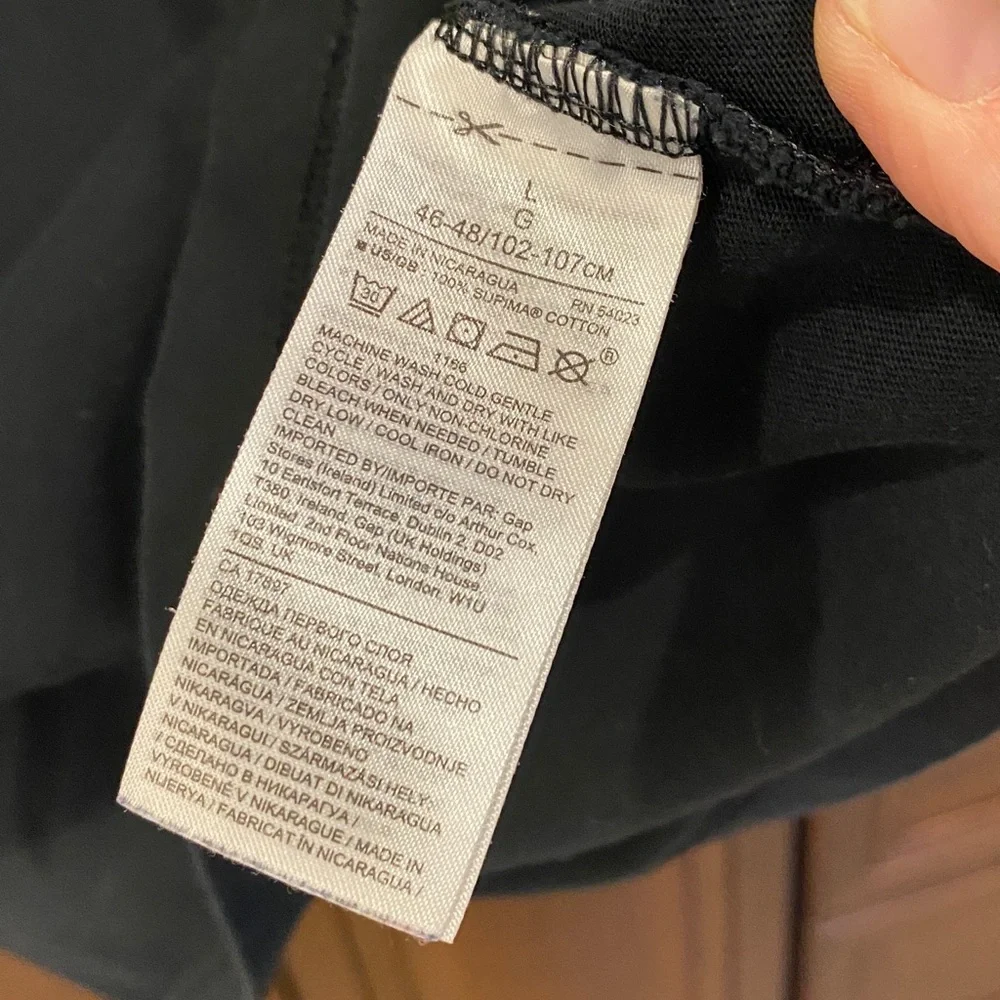 L
G
46-48/102-107CM
MADE IN NICARAGUA RN 54023
■ US/GB : 100% SUPIMA® COTTON
30
®
1156
MACHINE WASH COLD GENTLE
CYCLE / WASH AND DRY WITH LIKE
COLORS / ONLY NON-CHLORINE
BLEACH WHEN NEEDED / TUMBLE
DRY LOW / COOL IRON / DO NOT DRY
CLEAN
IMPORTED BY/IMPORTE PAR: Gap
Stores (Ireland) Limited c/o Arthur Cox,
10 Earlsfort Terrace, Dublin 2, D02
T380, Ireland, Gap (UK Holdings)
Limited, 2nd Floor Nations House,
103 Wigmore Street, London, W1U
1QS, UK
CA 17897
ОДЕЖДА ПЕРВОГО СЛОЯ
FABRIQUE AU NICARAGUA / HECHO
EN NICARAGUA CON TELA
IMPORTADA / FABRICADO NA
NICARÁGUA / ZEMLJA PROIZVODNJE
NIKARAGVA / VYROBENO
V NIKARAGUI / SZÁRMAZÁSI HELY:
NICARAGUA / DIBUAT DI NIKARAGUA
/ СДЕЛАНО В НИКАРАГУА /
VYROBENÉ V NIKARAGUE / MADE IN
NIJERYA / FABRICAT ÎN NICARAGUA /